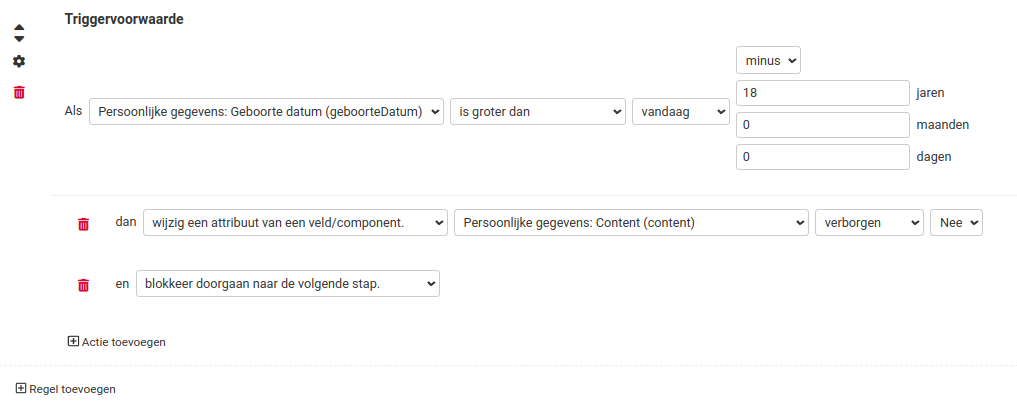 Triggervoorwaarde
minus
Als Persoonlijke gegevens: Geboorte datum (geboorteDatum) is groter dan vandaag
18 jaren
0 maanden
0 dagen
dan wijzig een attribuut van een veld/component. Persoonlijke gegevens: Content (content) verborgen Nee
en blokkeer doorgaan naar de volgende stap.
Actie toevoegen
Regel toevoegen